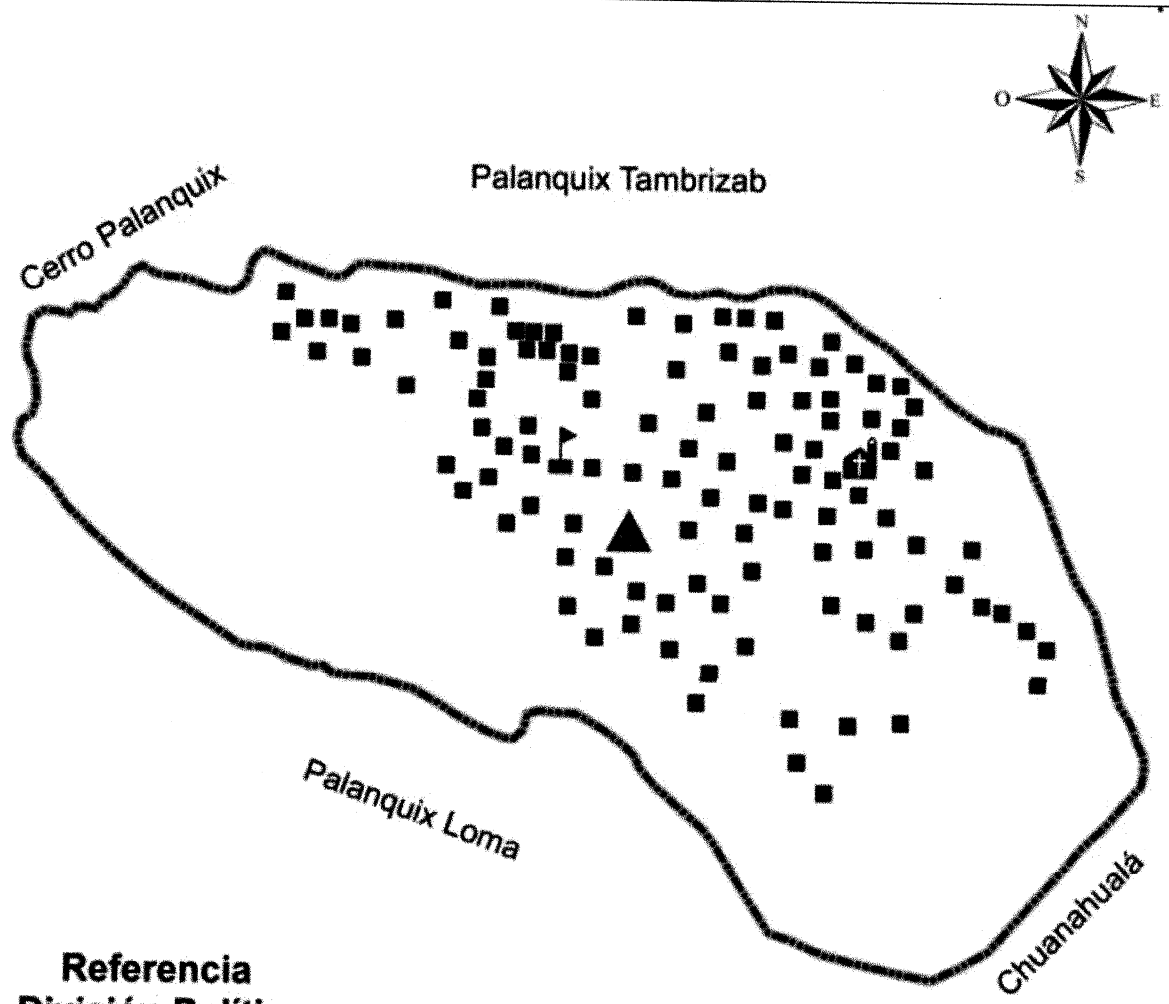 N
O
E
S
Palanquix Tambrizab
Cerro Palanquix
Palanquix Loma
Chuanahualá
Referencia